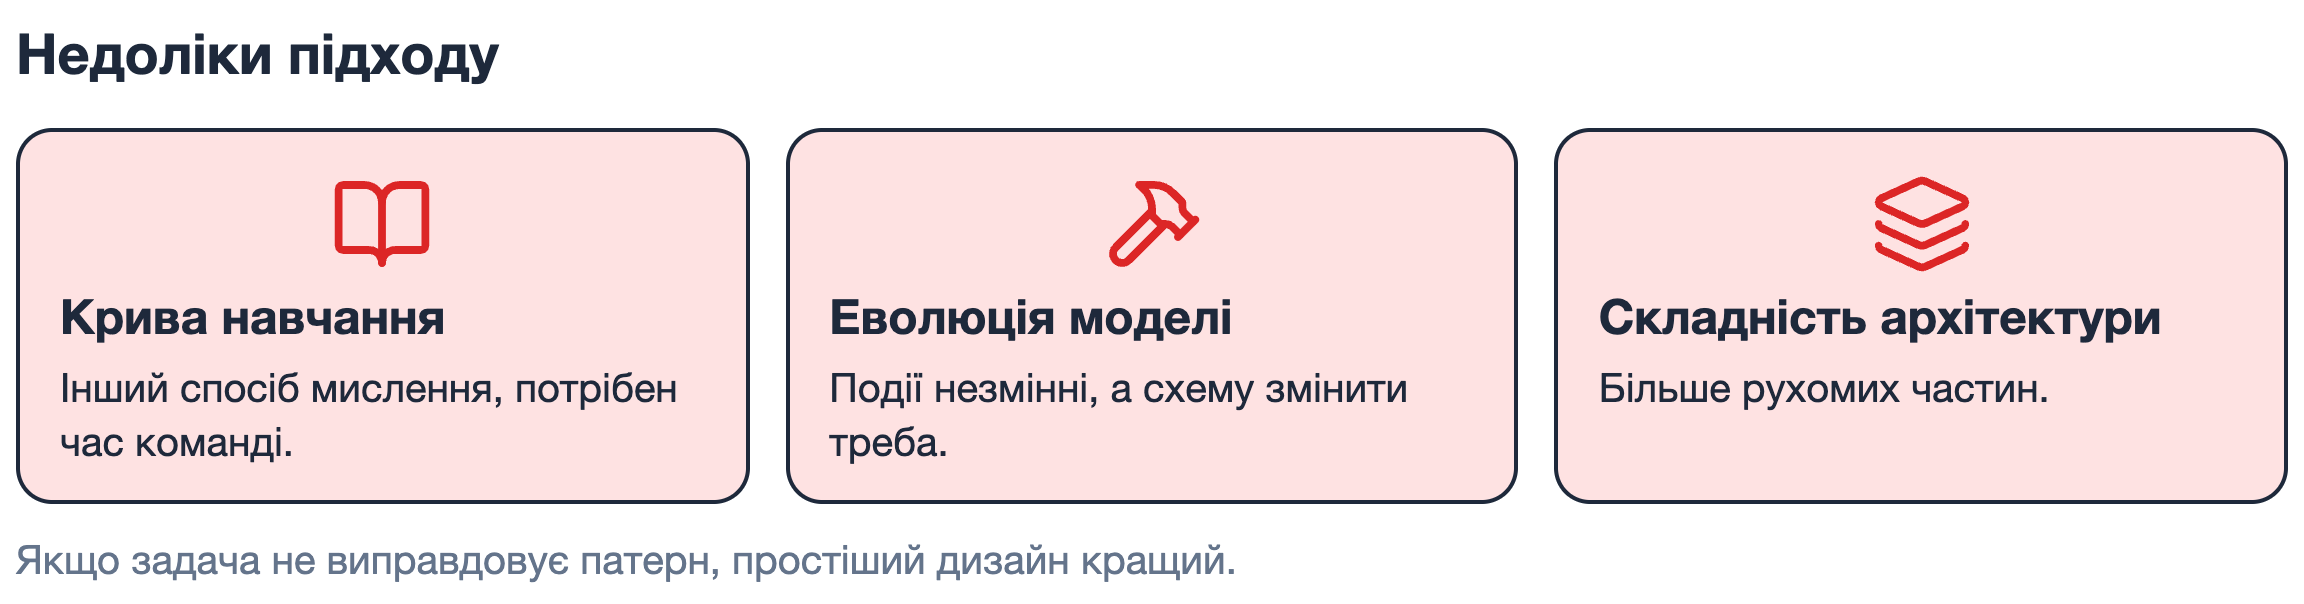 Недоліки підходу
Крива навчання
Інший спосіб мислення, потрібен
час команді.
Еволюція моделі
Події незмінні, а схему змінити
треба.
Складність архітектури
Більше рухомих частин.
Якщо задача не виправдовує патерн, простіший дизайн кращий.